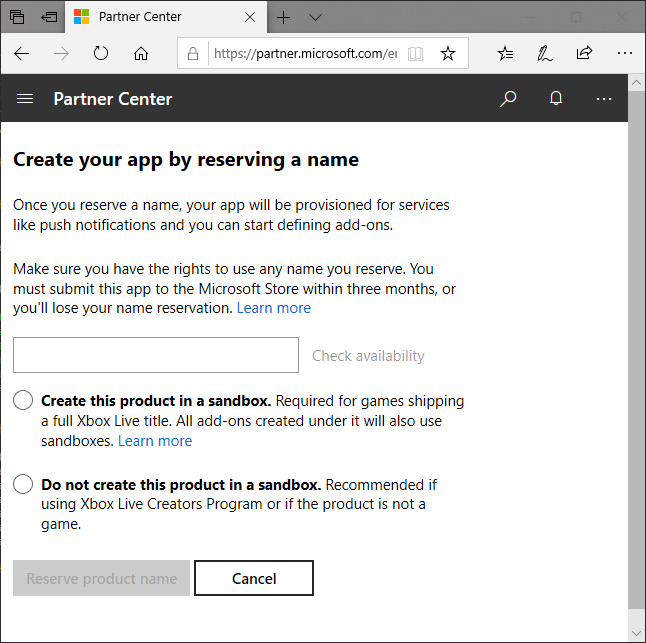 Partner Center
https://partner.microsoft.com/er
Partner Center
Create your app by reserving a name
Once you reserve a name, your app will be provisioned for services
like push notifications and you can start defining add-ons.
Make sure you have the rights to use any name you reserve. You
must submit this app to the Microsoft Store within three months, or
you'll lose your name reservation. Learn more
Check availability
Create this product in a sandbox. Required for games shipping
a full Xbox Live title. All add-ons created under it will also use
sandboxes. Learn more
Do not create this product in a sandbox. Recommended if
using Xbox Live Creators Program or if the product is not a
game.
Reserve product name Cancel